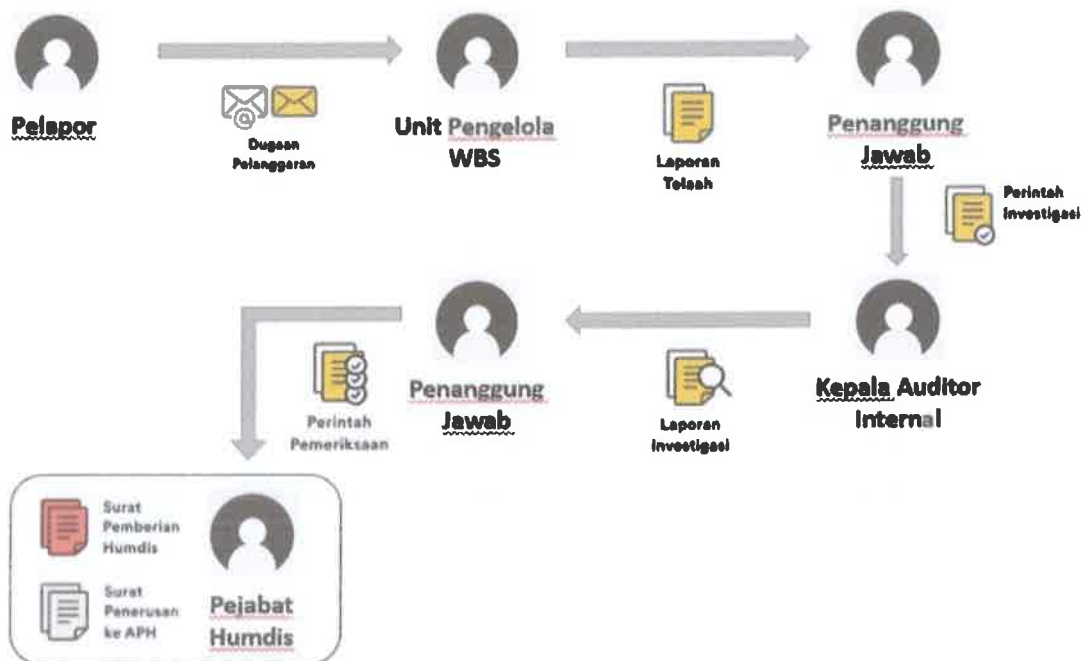 Pelapor
Dugaan
Pelanggaran
Unit Pengelola
WBS
Laporan
Telaah
Penanggung
Jawab
Perintah
Investigasi
Kepala Auditor
Internal
Laporan
Investigasi
Penanggung
Jawab
Perintah
Pemeriksaan
Surat
Pemberian
Humdis
Surat
Penerusan
ke APH
Pejabat
Humdis